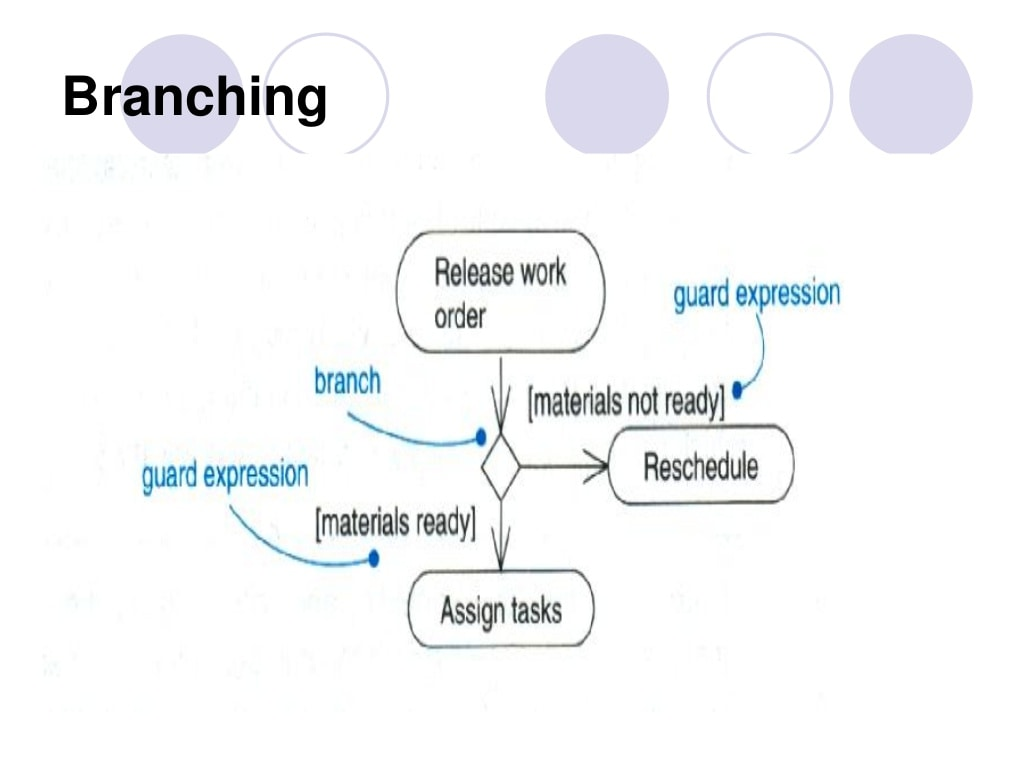 Branching
Release work
order
guard expression
branch
[materials not ready]
Reschedule
guard expression
[materials ready]
Assign tasks